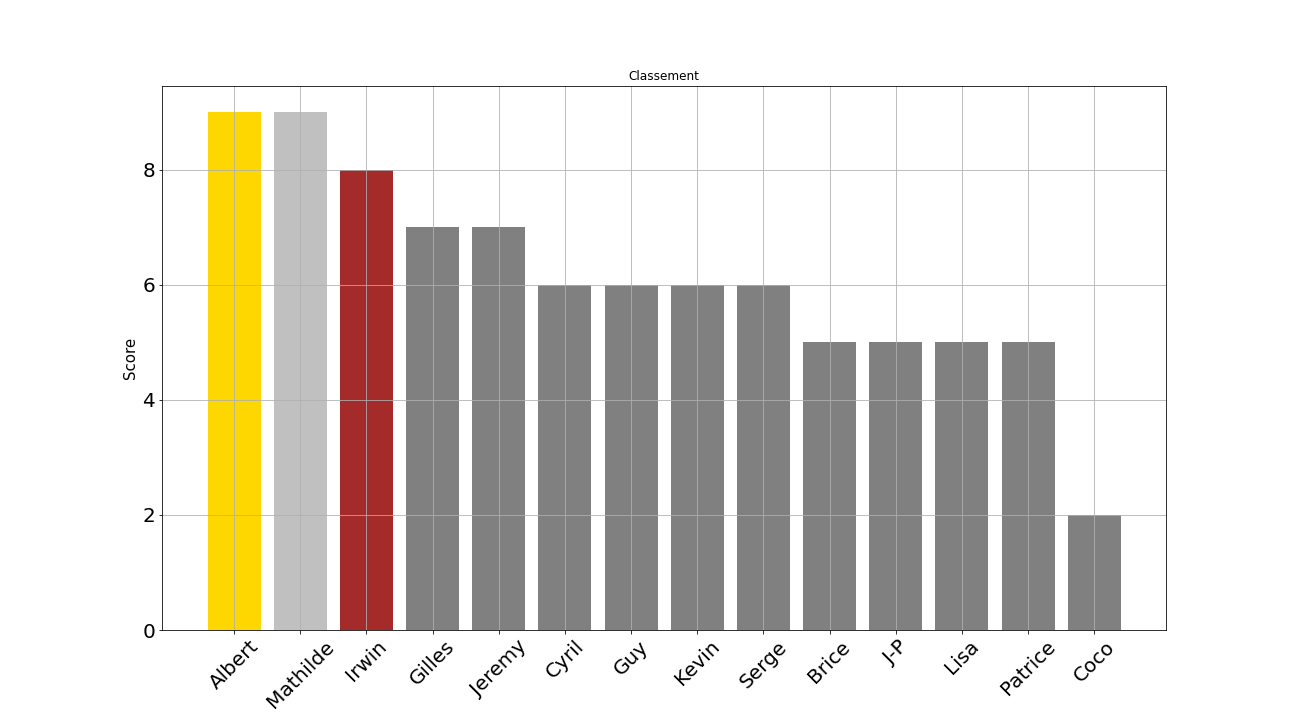 Classement
Score
8
6
4
2
0
Albert
Mathilde
Irwin
Gilles
Jeremy
Cyril
Guy
Kevin
Serge
Brice
J-P
Lisa
Patrice
Coco